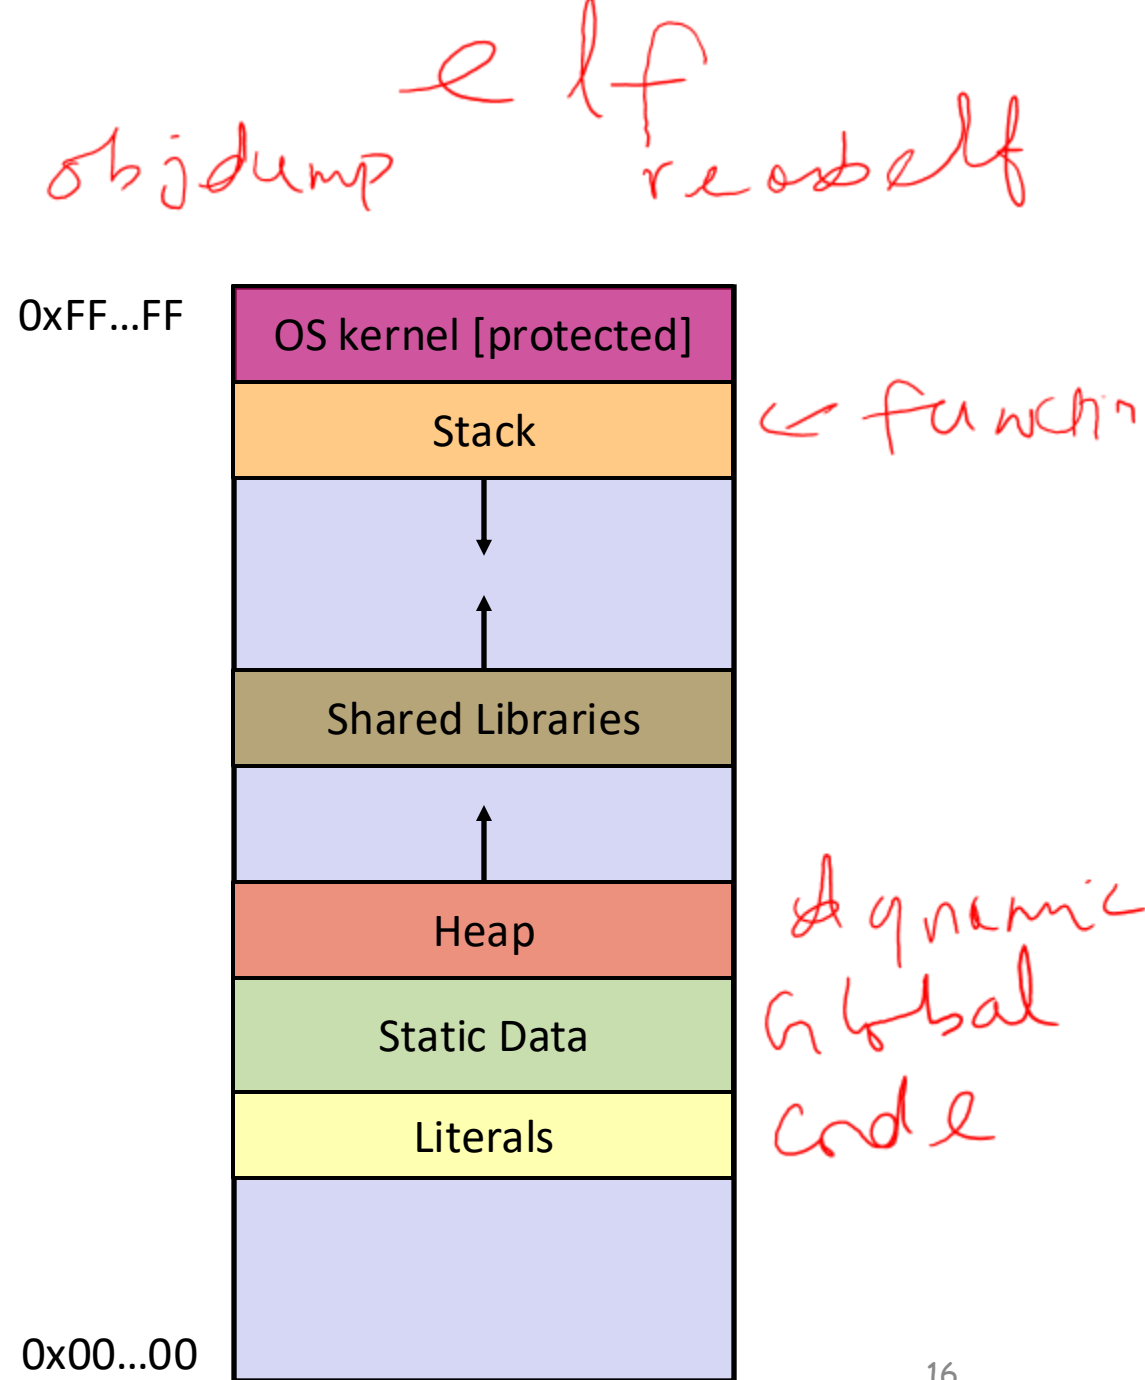 elf
objdump readelf
0xFF...FF
OS kernel [protected]
Stack
← functin
Shared Libraries
Heap
dynamic
Static Data
Global
Literals
code
0x00...00
16